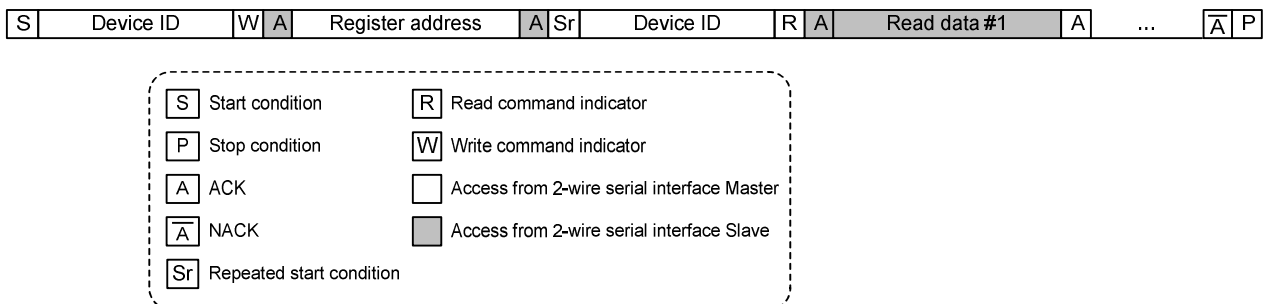 S Device ID W A Register address A Sr Device ID R A Read data #1 A ... A̅ P
S Start condition R Read command indicator
P Stop condition W Write command indicator
A ACK Access from 2-wire serial interface Master
A̅ NACK Access from 2-wire serial interface Slave
Sr Repeated start condition